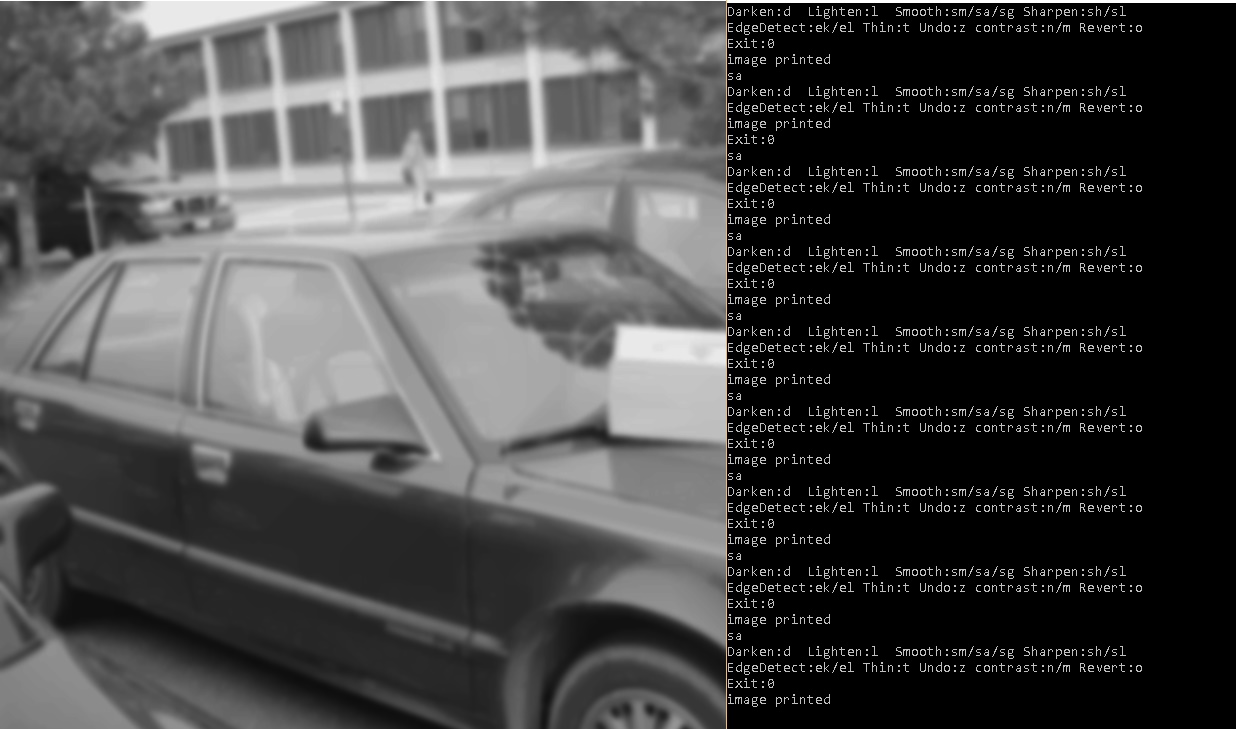 Darken:d  Lighten:l  Smooth:sm/sa/sg Sharpen:sh/sl
EdgeDetect:ek/el Thin:t Undo:z contrast:n/m Revert:o
Exit:0
image printed
sa
Darken:d  Lighten:l  Smooth:sm/sa/sg Sharpen:sh/sl
EdgeDetect:ek/el Thin:t Undo:z contrast:n/m Revert:o
image printed
Exit:0
sa
Darken:d  Lighten:l  Smooth:sm/sa/sg Sharpen:sh/sl
EdgeDetect:ek/el Thin:t Undo:z contrast:n/m Revert:o
Exit:0
image printed
sa
Darken:d  Lighten:l  Smooth:sm/sa/sg Sharpen:sh/sl
EdgeDetect:ek/el Thin:t Undo:z contrast:n/m Revert:o
Exit:0
image printed
sa
Darken:d  Lighten:l  Smooth:sm/sa/sg Sharpen:sh/sl
EdgeDetect:ek/el Thin:t Undo:z contrast:n/m Revert:o
Exit:0
image printed
sa
Darken:d  Lighten:l  Smooth:sm/sa/sg Sharpen:sh/sl
EdgeDetect:ek/el Thin:t Undo:z contrast:n/m Revert:o
Exit:0
image printed
sa
Darken:d  Lighten:l  Smooth:sm/sa/sg Sharpen:sh/sl
EdgeDetect:ek/el Thin:t Undo:z contrast:n/m Revert:o
Exit:0
image printed
sa
Darken:d  Lighten:l  Smooth:sm/sa/sg Sharpen:sh/sl
EdgeDetect:ek/el Thin:t Undo:z contrast:n/m Revert:o
Exit:0
image printed
sa
Darken:d  Lighten:l  Smooth:sm/sa/sg Sharpen:sh/sl
EdgeDetect:ek/el Thin:t Undo:z contrast:n/m Revert:o
Exit:0
image printed